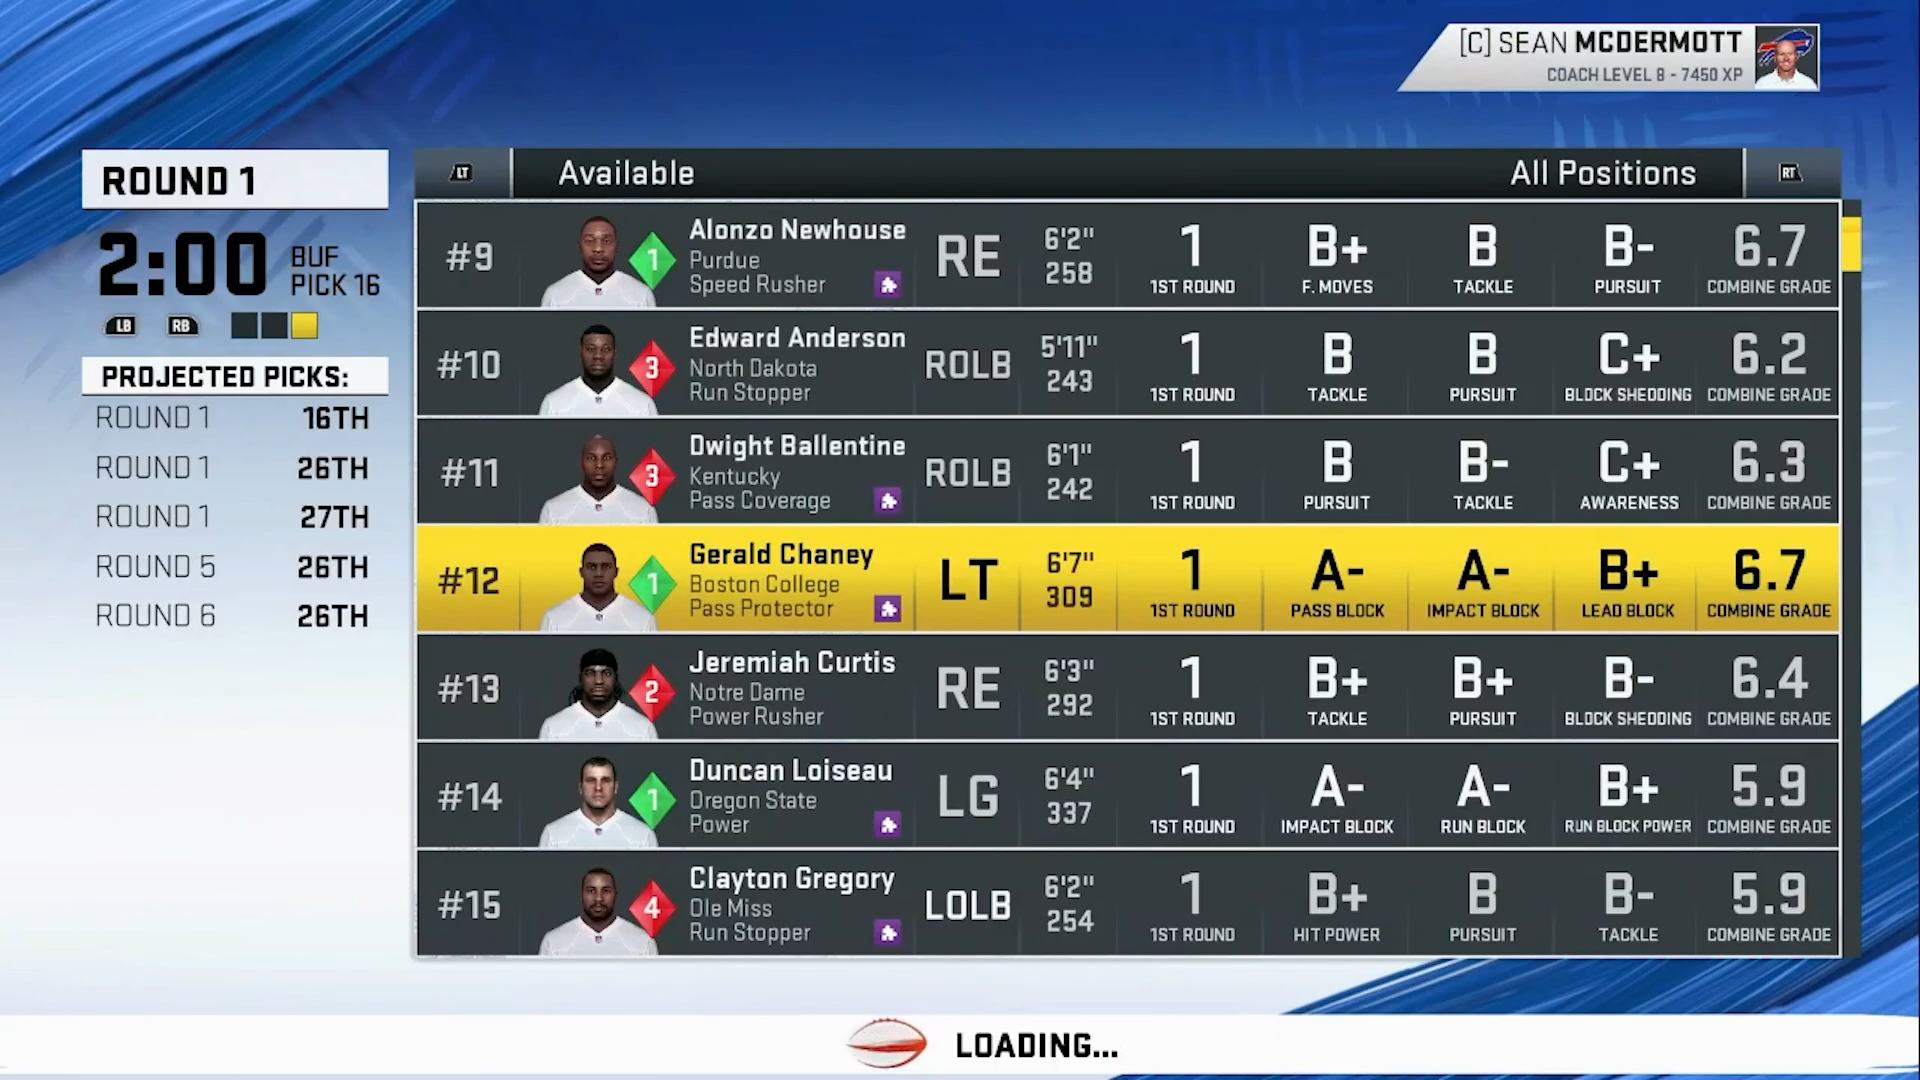 [C] SEAN MCDERMOTT
COACH LEVEL 8 - 7450 XP
ROUND 1
2:00
BUF
PICK 16
LB RB
PROJECTED PICKS:
ROUND 1 16TH
ROUND 1 26TH
ROUND 1 27TH
ROUND 5 26TH
ROUND 6 26TH
LT Available All Positions RT
#9 1 Alonzo Newhouse
Purdue
Speed Rusher
RE 6'2" 258
1 1ST ROUND
B+ F. MOVES
B TACKLE
B- PURSUIT
6.7 COMBINE GRADE
#10 3 Edward Anderson
North Dakota
Run Stopper
ROLB 5'11" 243
1 1ST ROUND
B TACKLE
B PURSUIT
C+ BLOCK SHEDDING
6.2 COMBINE GRADE
#11 3 Dwight Ballentine
Kentucky
Pass Coverage
ROLB 6'1" 242
1 1ST ROUND
B PURSUIT
B- TACKLE
C+ AWARENESS
6.3 COMBINE GRADE
#12 1 Gerald Chaney
Boston College
Pass Protector
LT 6'7" 309
1 1ST ROUND
A- PASS BLOCK
A- IMPACT BLOCK
B+ LEAD BLOCK
6.7 COMBINE GRADE
#13 2 Jeremiah Curtis
Notre Dame
Power Rusher
RE 6'3" 292
1 1ST ROUND
B+ TACKLE
B+ PURSUIT
B- BLOCK SHEDDING
6.4 COMBINE GRADE
#14 1 Duncan Loiseau
Oregon State
Power
LG 6'4" 337
1 1ST ROUND
A- IMPACT BLOCK
A- RUN BLOCK
B+ RUN BLOCK POWER
5.9 COMBINE GRADE
#15 4 Clayton Gregory
Ole Miss
Run Stopper
LOLB 6'2" 254
1 1ST ROUND
B+ HIT POWER
B PURSUIT
B- TACKLE
5.9 COMBINE GRADE
LOADING...